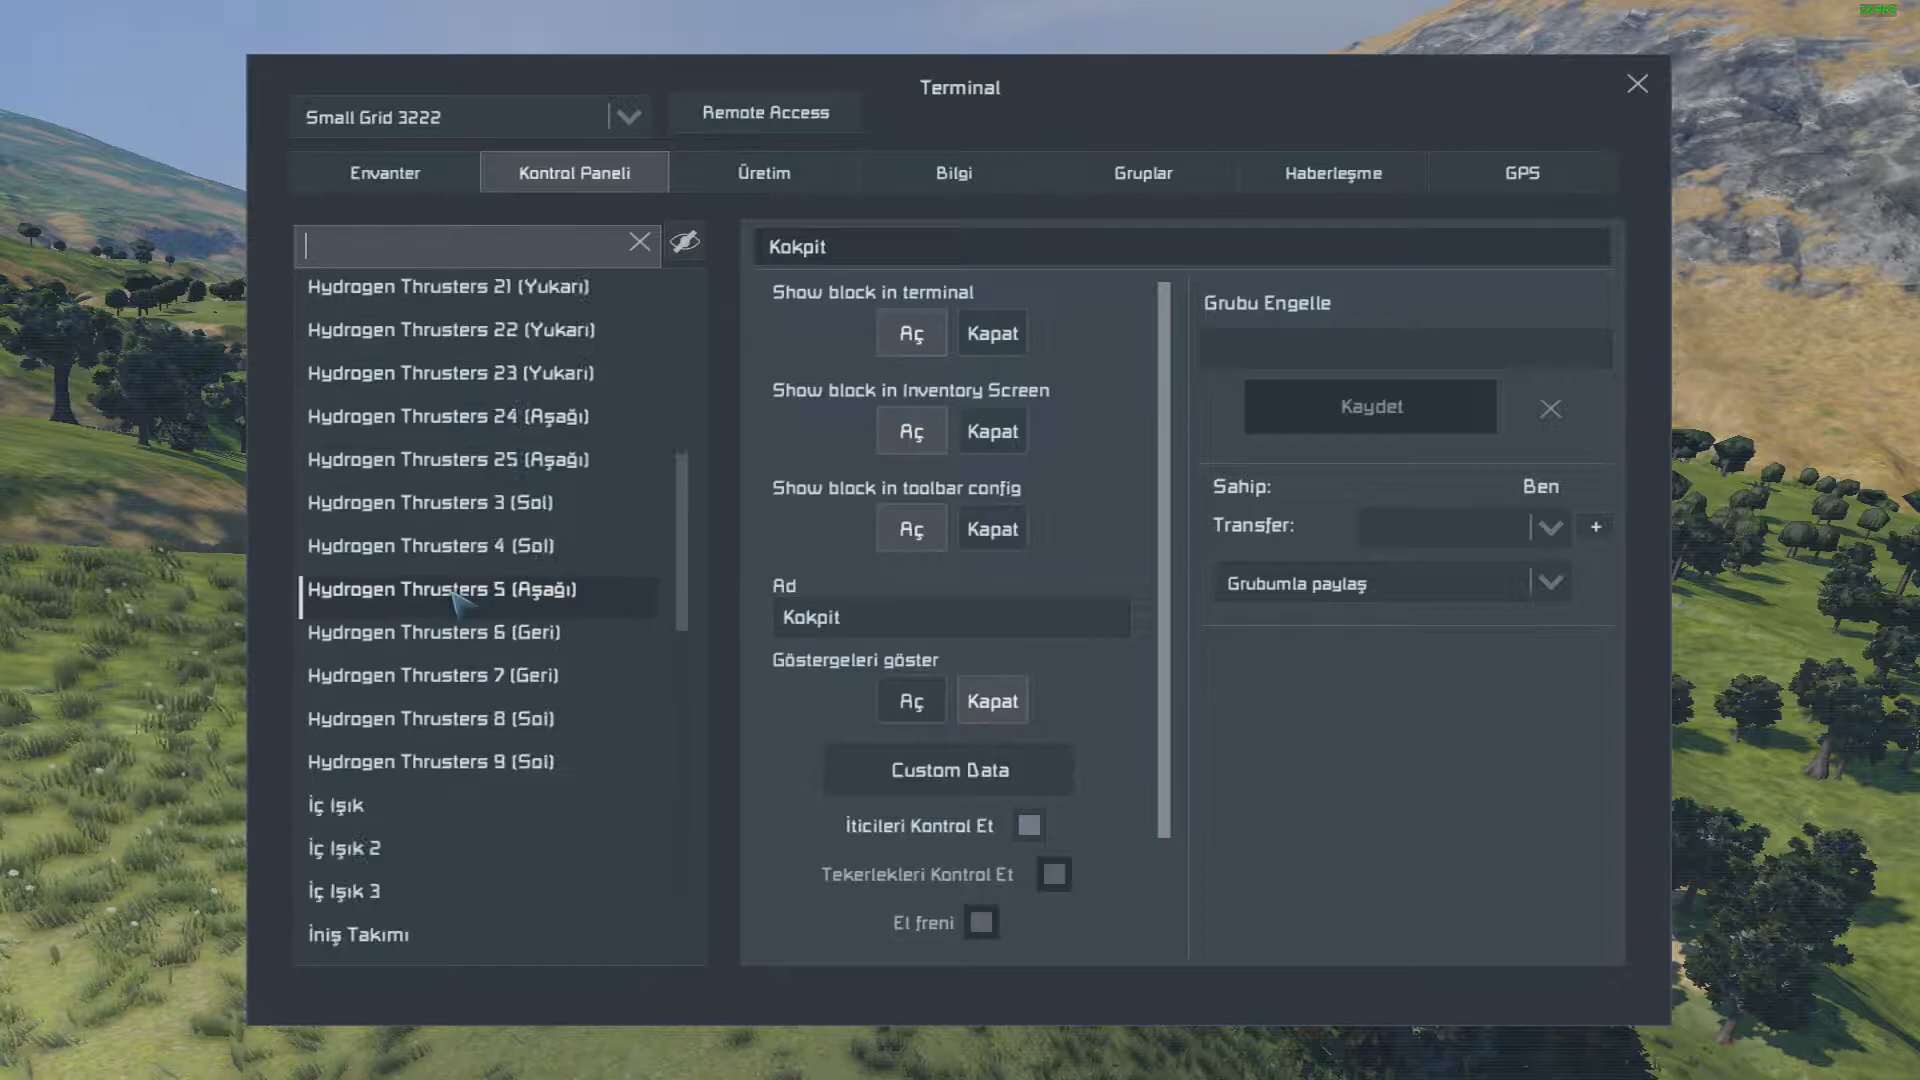 Terminal
Small Grid 3222
Remote Access
Envanter
Kontrol Paneli
Üretim
Bilgi
Gruplar
Haberleşme
GPS
Hydrogen Thrusters 21 (Yukarı)
Hydrogen Thrusters 22 (Yukarı)
Hydrogen Thrusters 23 (Yukarı)
Hydrogen Thrusters 24 (Aşağı)
Hydrogen Thrusters 25 (Aşağı)
Hydrogen Thrusters 3 (Sol)
Hydrogen Thrusters 4 (Sol)
Hydrogen Thrusters 5 (Aşağı)
Hydrogen Thrusters 6 (Geri)
Hydrogen Thrusters 7 (Geri)
Hydrogen Thrusters 8 (Sol)
Hydrogen Thrusters 9 (Sol)
İç Işık
İç Işık 2
İç Işık 3
İniş Takımı
Kokpit
Show block in terminal
Aç Kapat
Show block in Inventory Screen
Aç Kapat
Show block in toolbar config
Aç Kapat
Ad
Kokpit
Göstergeleri göster
Aç Kapat
Custom Data
İticileri Kontrol Et
Tekerlekleri Kontrol Et
El freni
Grubu Engelle
Kaydet
Sahip: Ben
Transfer:
+
Grubumla paylaş